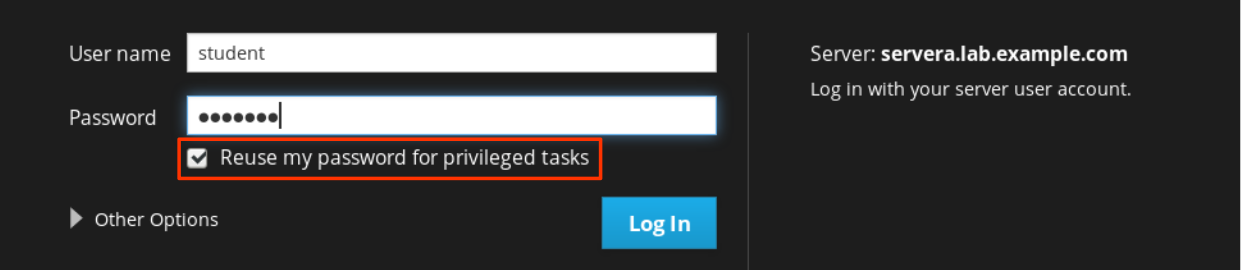 User name student
Password •••••••
Reuse my password for privileged tasks
Other Options
Log In
Server: servera.lab.example.com
Log in with your server user account.